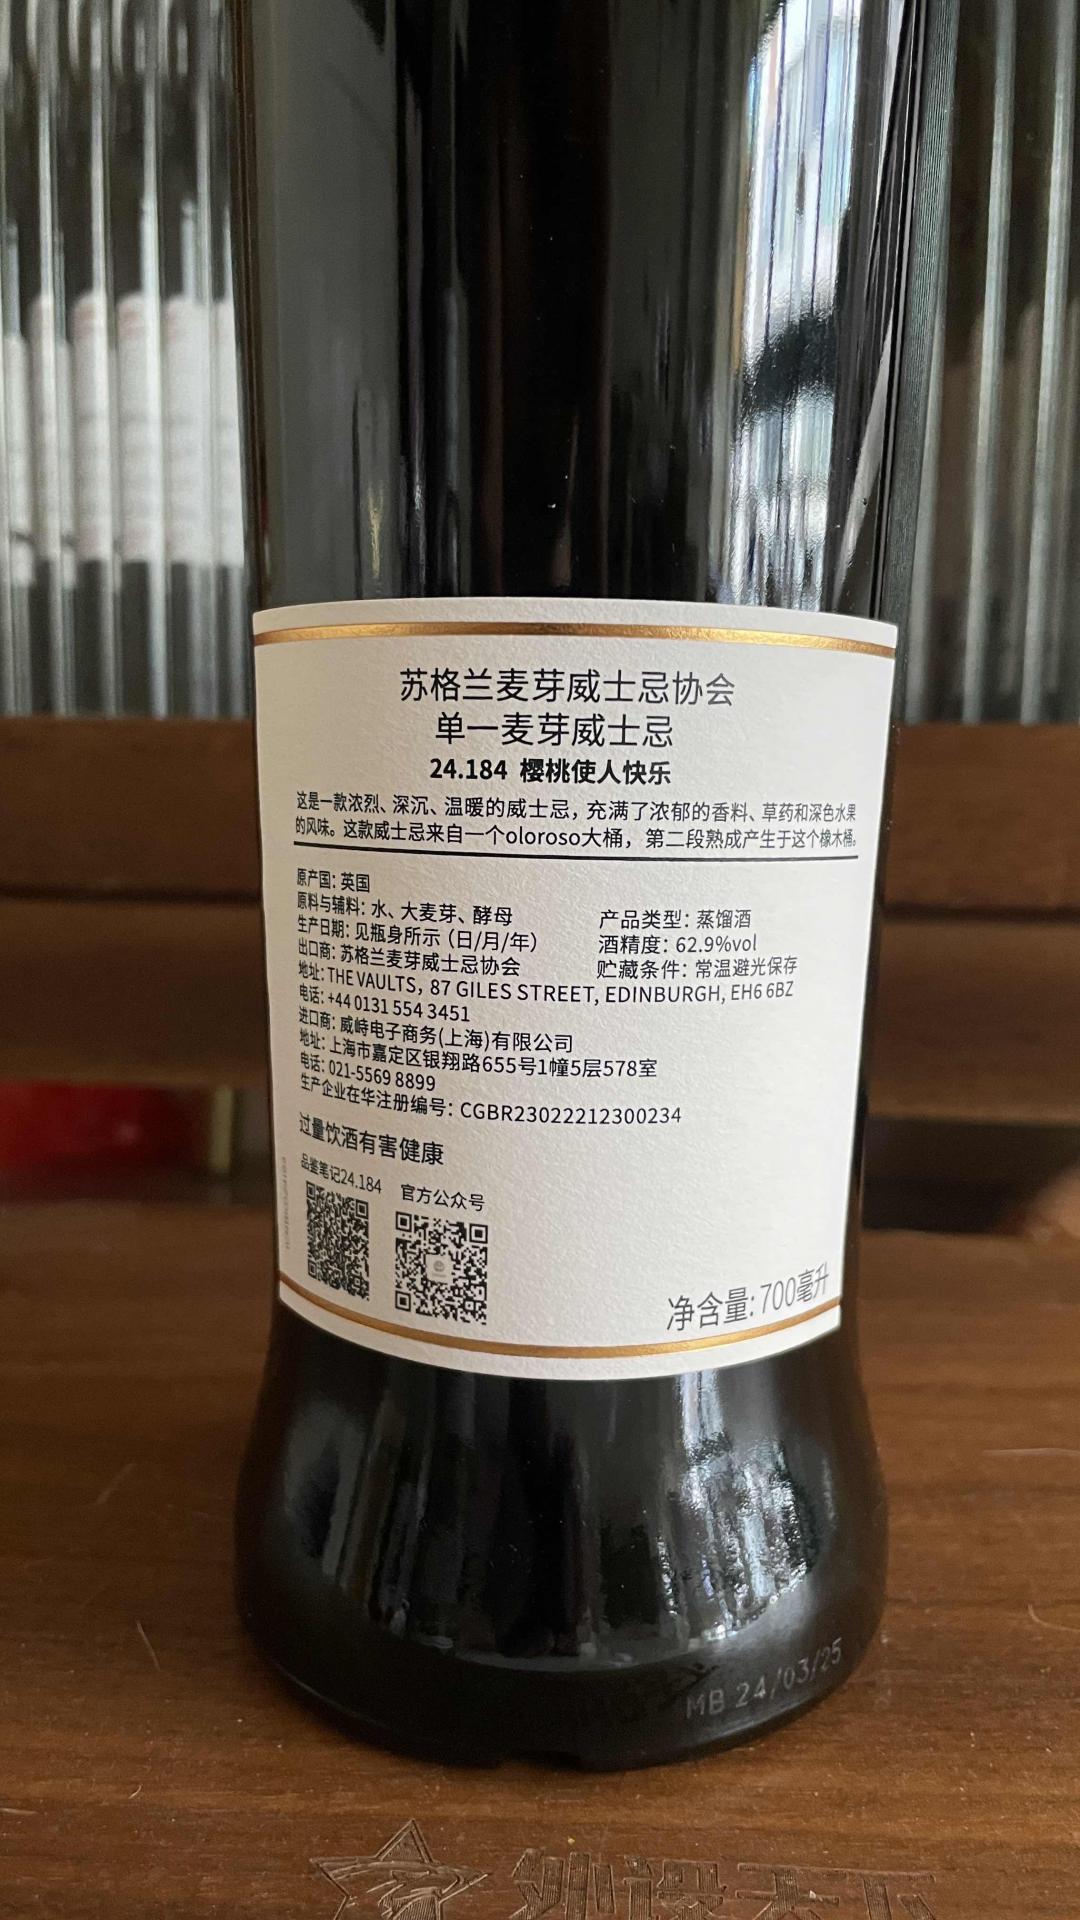 苏格兰麦芽威士忌协会
单一麦芽威士忌
24.184 樱桃使人快乐
这是一款浓烈、深沉、温暖的威士忌，充满了浓郁的香料、草药和深色水果
的风味。这款威士忌来自一个oloroso大桶，第二段熟成产生于这个橡木桶。
原产国: 英国
原料与辅料: 水、大麦芽、酵母
产品类型: 蒸馏酒
生产日期: 见瓶身所示（日/月/年）
酒精度: 62.9%vol
出口商: 苏格兰麦芽威士忌协会
贮藏条件: 常温避光保存
地址: THE VAULTS, 87 GILES STREET, EDINBURGH, EH6 6BZ
电话: +44 0131 554 3451
进口商: 威峙电子商务(上海)有限公司
地址: 上海市嘉定区银翔路655号1幢5层578室
电话: 021-5569 8899
生产企业在华注册编号: CGBR23022212300234
过量饮酒有害健康
品鉴笔记24.184
官方公众号
净含量: 700毫升
MB 24/03/25